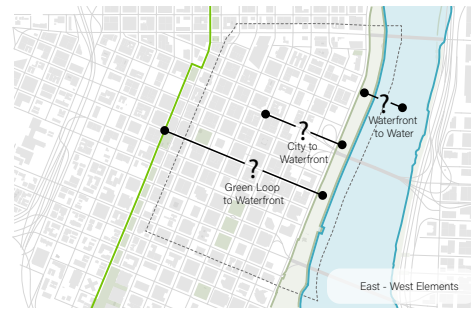 ?
Waterfront
to Water
?
City to
Waterfront
?
Green Loop
to Waterfront
East - West Elements